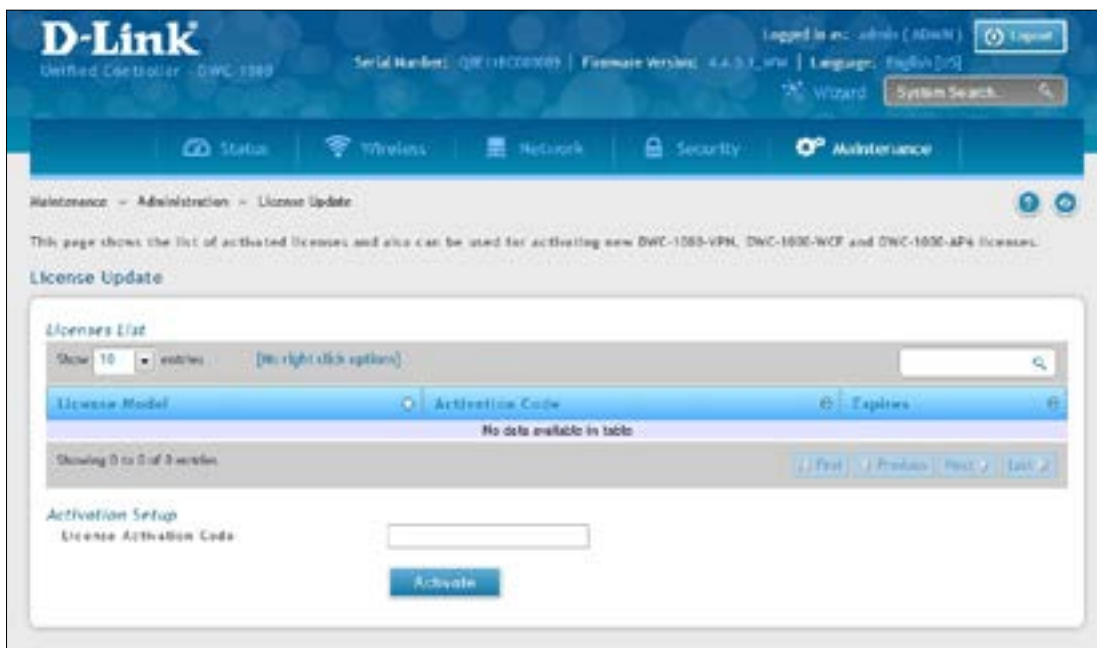 D-Link
Logged in as: admin ( ADMIN ) Logout
Unified Controller - DWC-1000
Serial Number: | Firmware Version: | Language: English [US]
Wizard System Search...
Status Wireless Network Security Maintenance
Maintenance Administration License Update
This page shows the list of activated licenses and also can be used for activating new DWC-1000-VPN, DWC-1000-WCF and DWC-1000-AP6 licenses.
License Update
Licenses List
Show 10 entries [No right click options]
License Model Activation Code Expires
No data available in table
Showing 0 to 0 of 0 entries
First Previous Next Last
Activation Setup
License Activation Code
Activate